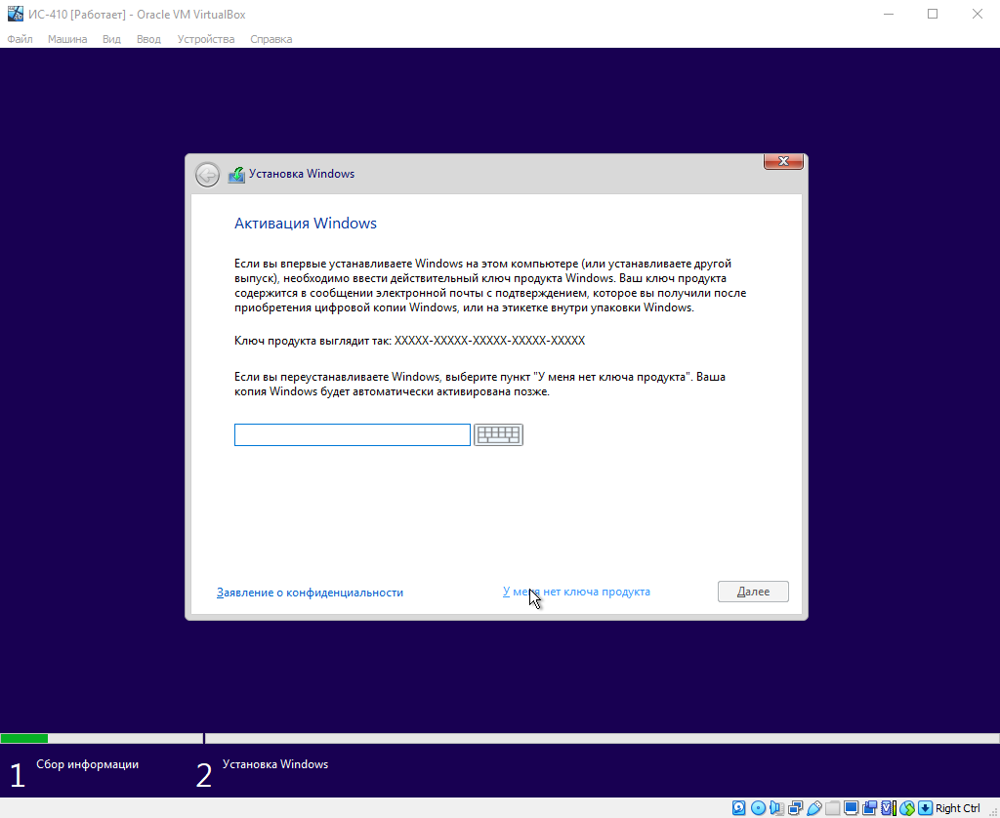 ИС-410 [Работает] - Oracle VM VirtualBox
Файл Машина Вид Ввод Устройства Справка
Установка Windows
Активация Windows
Если вы впервые устанавливаете Windows на этом компьютере (или устанавливаете другой
выпуск), необходимо ввести действительный ключ продукта Windows. Ваш ключ продукта
содержится в сообщении электронной почты с подтверждением, которое вы получили после
приобретения цифровой копии Windows, или на этикетке внутри упаковки Windows.
Ключ продукта выглядит так: XXXXX-XXXXX-XXXXX-XXXXX-XXXXX
Если вы переустанавливаете Windows, выберите пункт "У меня нет ключа продукта". Ваша
копия Windows будет автоматически активирована позже.
Заявление о конфиденциальности У меня нет ключа продукта Далее
1 Сбор информации 2 Установка Windows
Right Ctrl